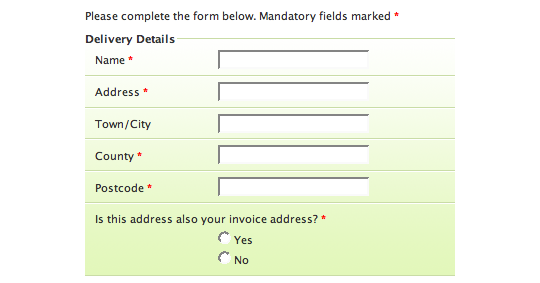 Please complete the form below. Mandatory fields marked *
Delivery Details
Name *
Address *
Town/City
County *
Postcode *
Is this address also your invoice address? *
Yes
No